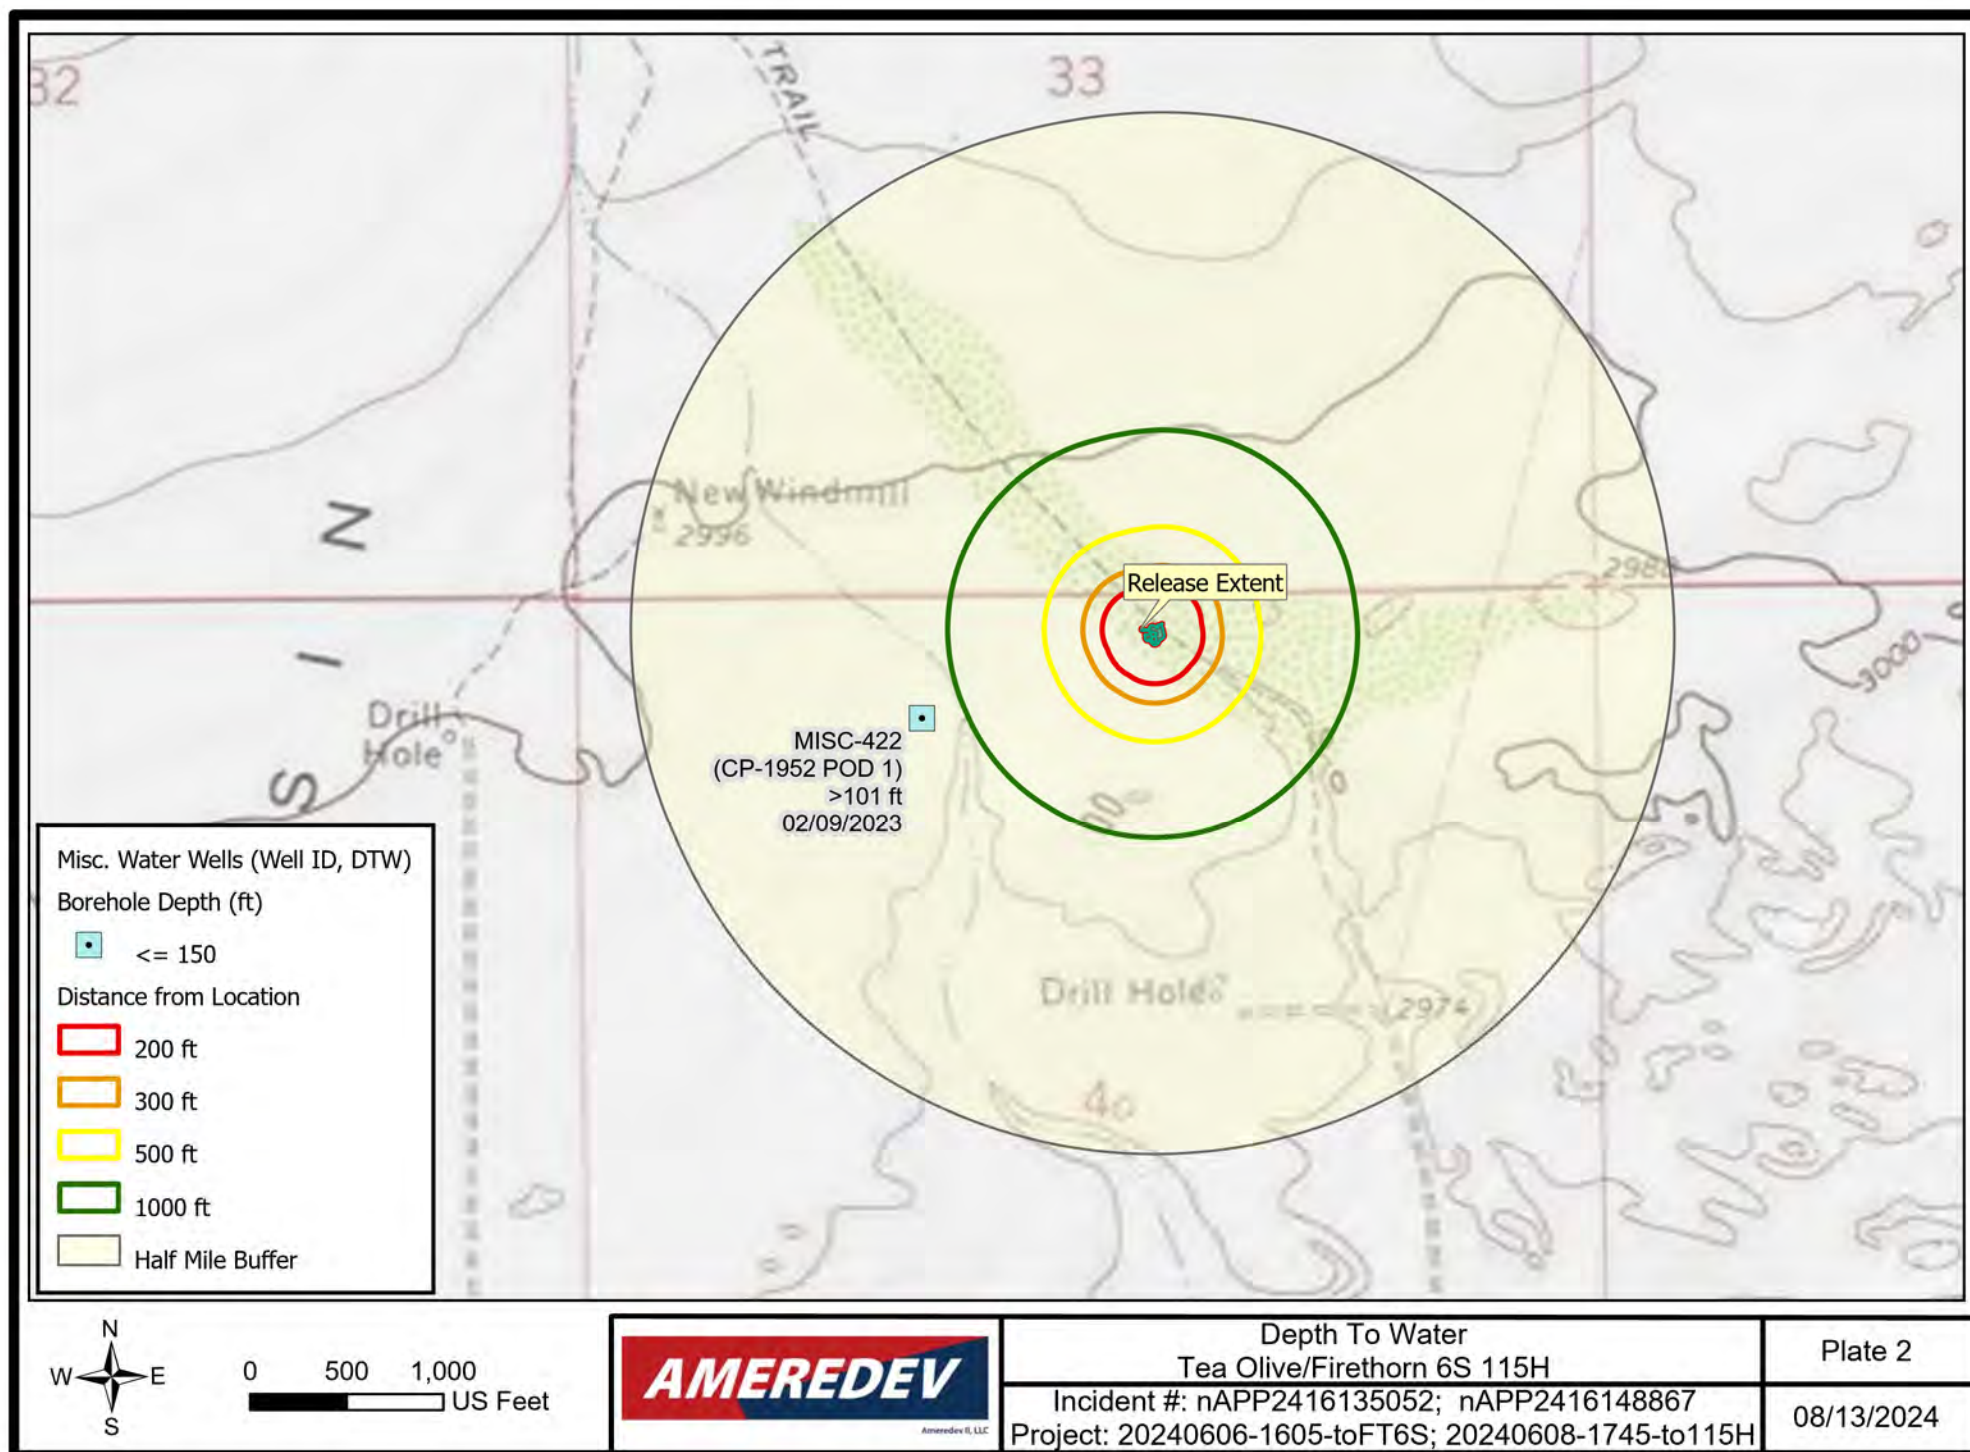 32
TRAIL
33
New Windmill
2996
Release Extent
2988
3000
S I N
Drill
Hole
MISC-422
(CP-1952 POD 1)
>101 ft
02/09/2023
Drill Hole
2974
40
Misc. Water Wells (Well ID, DTW)
Borehole Depth (ft)
<= 150
Distance from Location
200 ft
300 ft
500 ft
1000 ft
Half Mile Buffer
N
W E
S
0 500 1,000
US Feet
AMEREDEV
Ameredev II, LLC
Depth To Water
Tea Olive/Firethorn 6S 115H
Incident #: nAPP2416135052; nAPP2416148867
Project: 20240606-1605-toFT6S; 20240608-1745-to115H
Plate 2
08/13/2024